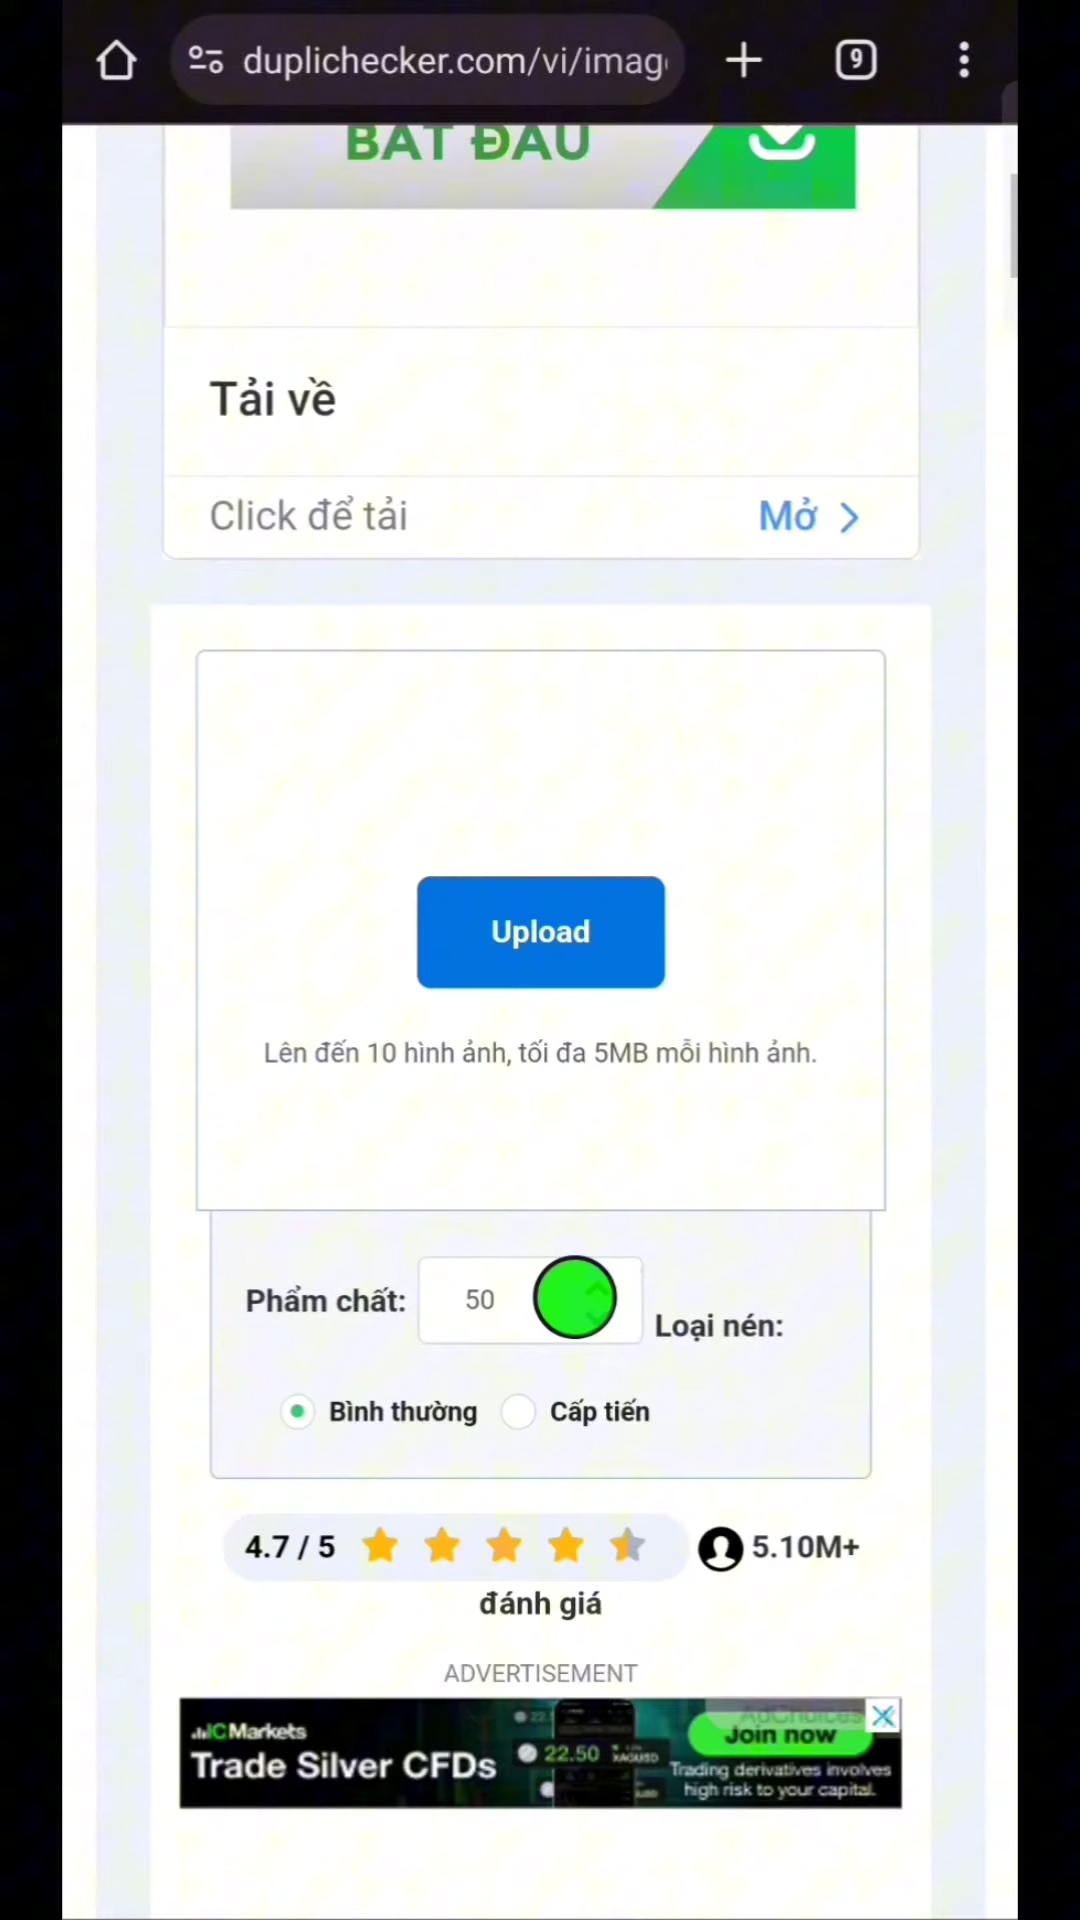 duplichecker.com/vi/imag
9
BẮT ĐẦU
Tải về
Click để tải
Mở
Upload
Lên đến 10 hình ảnh, tối đa 5MB mỗi hình ảnh.
Phẩm chất:
50
Loại nén:
Bình thường
Cấp tiến
4.7 / 5
5.10M+
đánh giá
ADVERTISEMENT
ICMarkets
Trade Silver CFDs
22.50
XAGUSD
AdChoices
Join now
Trading derivatives involves
high risk to your capital.